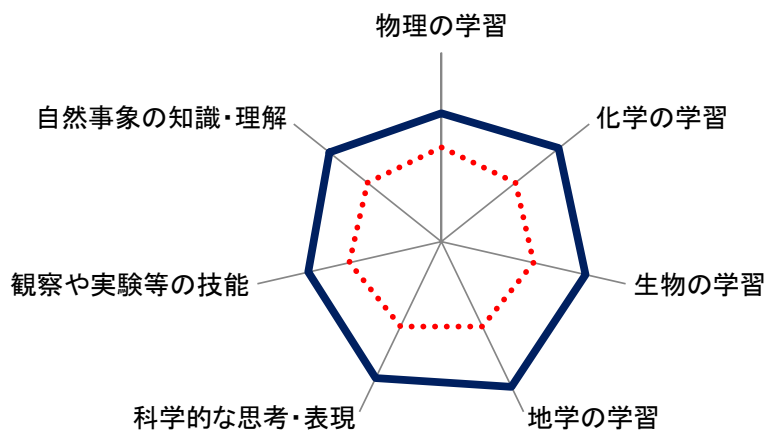 物理の学習
化学の学習
生物の学習
地学の学習
科学的な思考・表現
観察や実験等の技能
自然事象の知識・理解